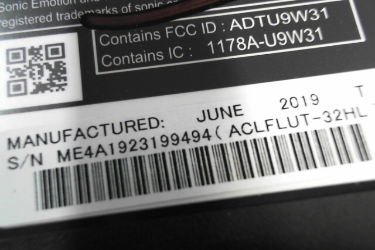 Sonic Emotion and
registered trademarks of sonic
Contains FCC ID : ADTU9W31
Contains IC : 1178A-U9W31
MANUFACTURED: JUNE 2019 T
S/N ME4A1923199494( ACLFLUT-32HL